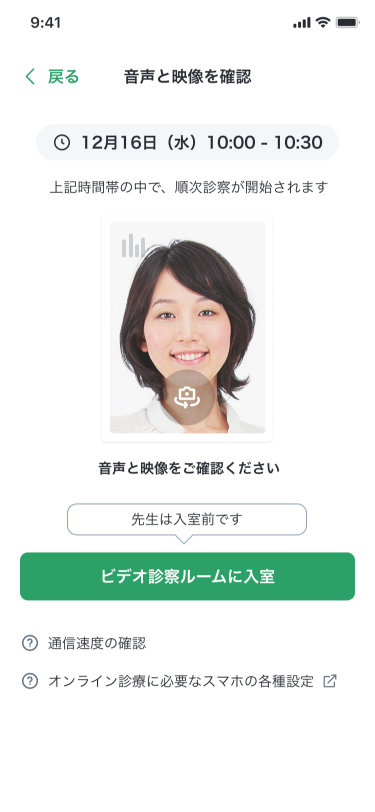 9:41
戻る
音声と映像を確認
12月16日（水）10:00 - 10:30
上記時間帯の中で、順次診察が開始されます
音声と映像をご確認ください
先生は入室前です
ビデオ診察ルームに入室
通信速度の確認
オンライン診療に必要なスマホの各種設定